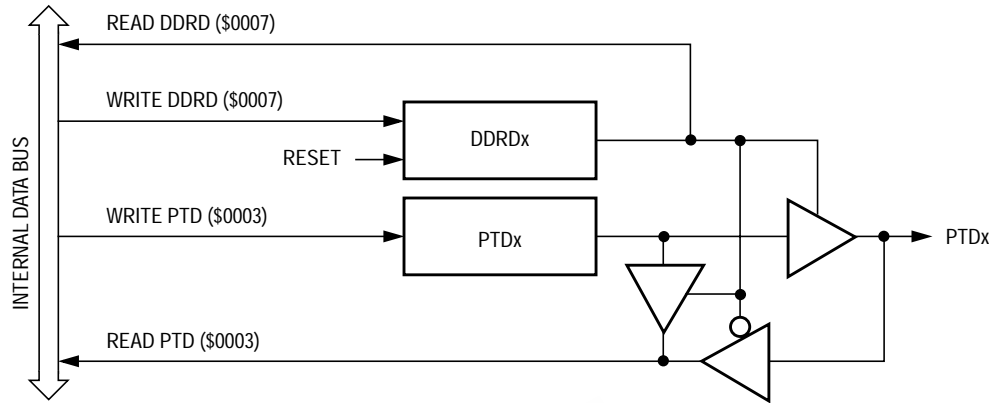 READ DDRD ($0007)
WRITE DDRD ($0007)
DDRDx
RESET
WRITE PTD ($0003)
PTDx
PTDx
READ PTD ($0003)
INTERNAL DATA BUS